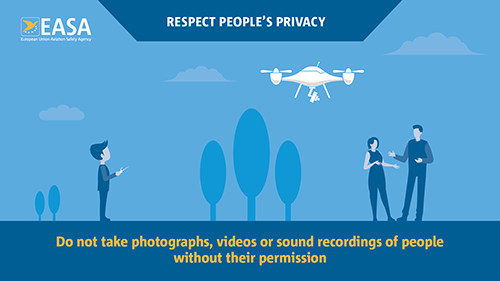 EASA
European Union Aviation Safety Agency
RESPECT PEOPLE'S PRIVACY
Do not take photographs, videos or sound recordings of people
without their permission